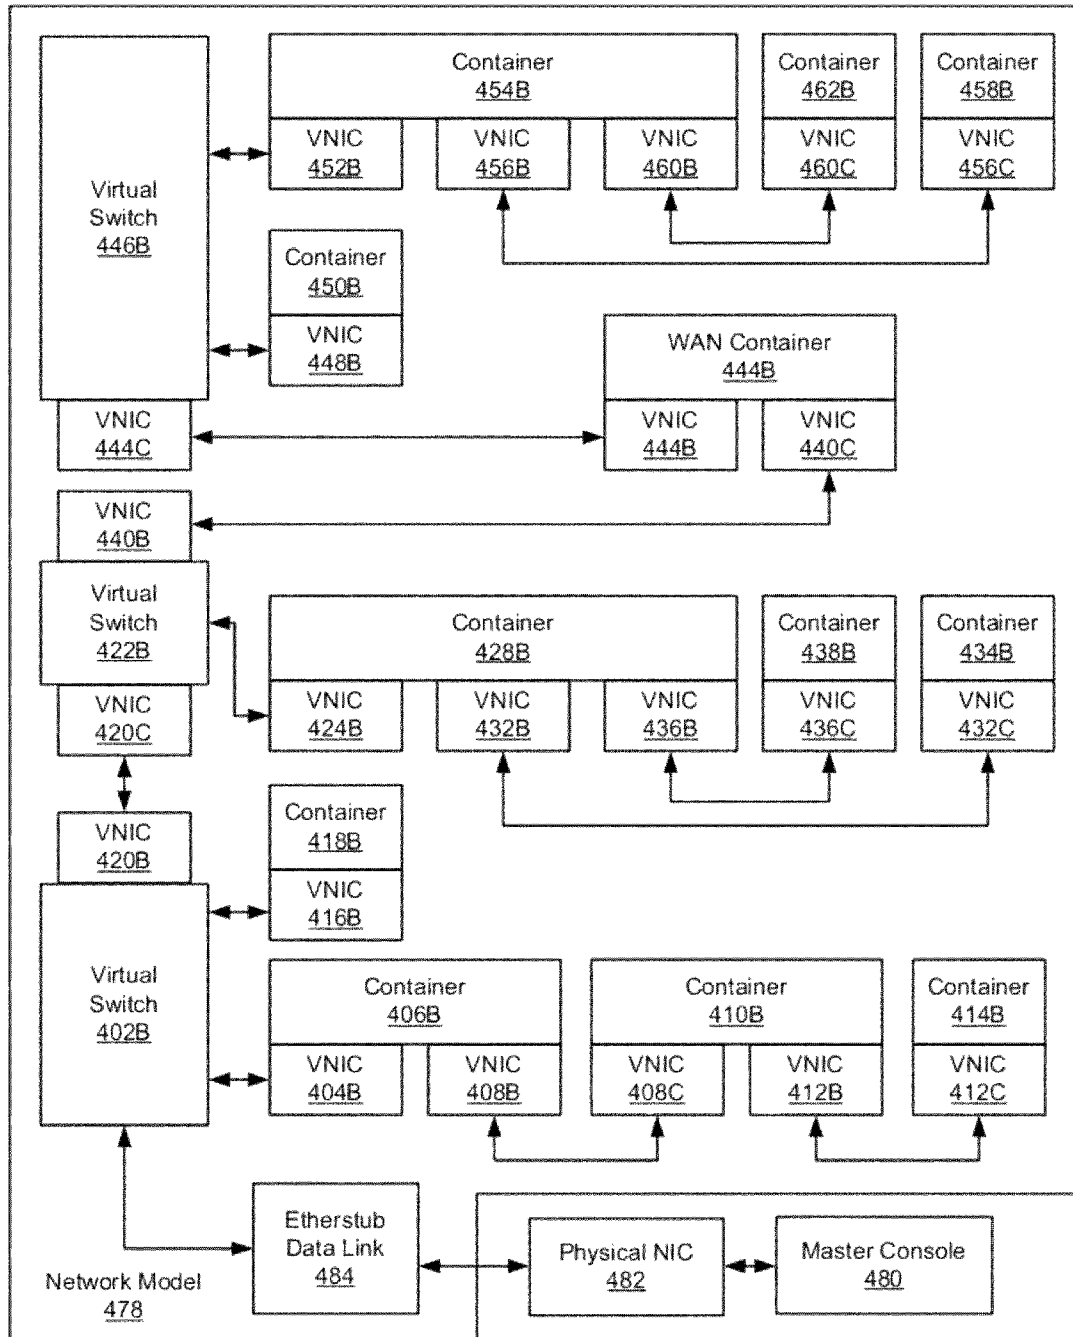 Container
454B
Container
462B
Container
458B
VNIC
452B
VNIC
456B
VNIC
460B
VNIC
460C
VNIC
456C
Virtual
Switch
446B
Container
450B
VNIC
448B
WAN Container
444B
VNIC
444C
VNIC
444B
VNIC
440C
VNIC
440B
Virtual
Switch
422B
Container
428B
Container
438B
Container
434B
VNIC
420C
VNIC
424B
VNIC
432B
VNIC
436B
VNIC
436C
VNIC
432C
VNIC
420B
Container
418B
VNIC
416B
Virtual
Switch
402B
Container
406B
Container
410B
Container
414B
VNIC
404B
VNIC
408B
VNIC
408C
VNIC
412B
VNIC
412C
Etherstub
Data Link
484
Physical NIC
482
Master Console
480
Network Model
478